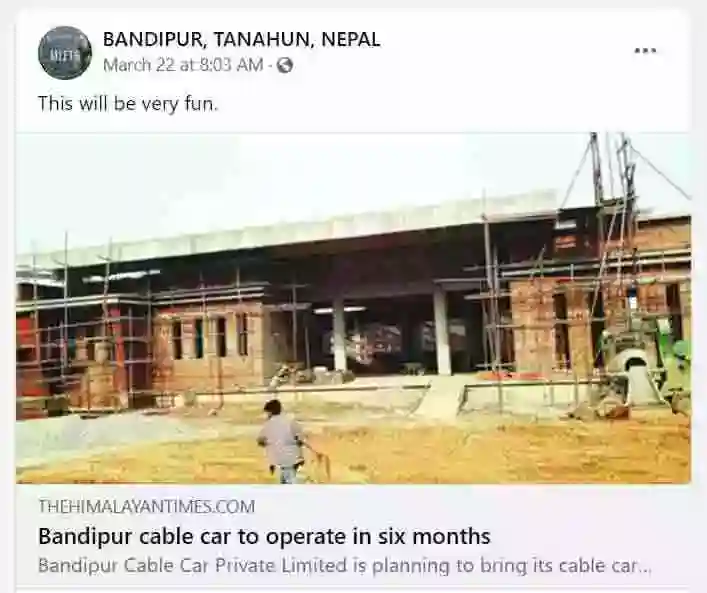 BANDIPUR, TANAHUN, NEPAL
March 22 at 8:03 AM ·
This will be very fun.
THEHIMALAYANTIMES.COM
Bandipur cable car to operate in six months
Bandipur Cable Car Private Limited is planning to bring its cable car...